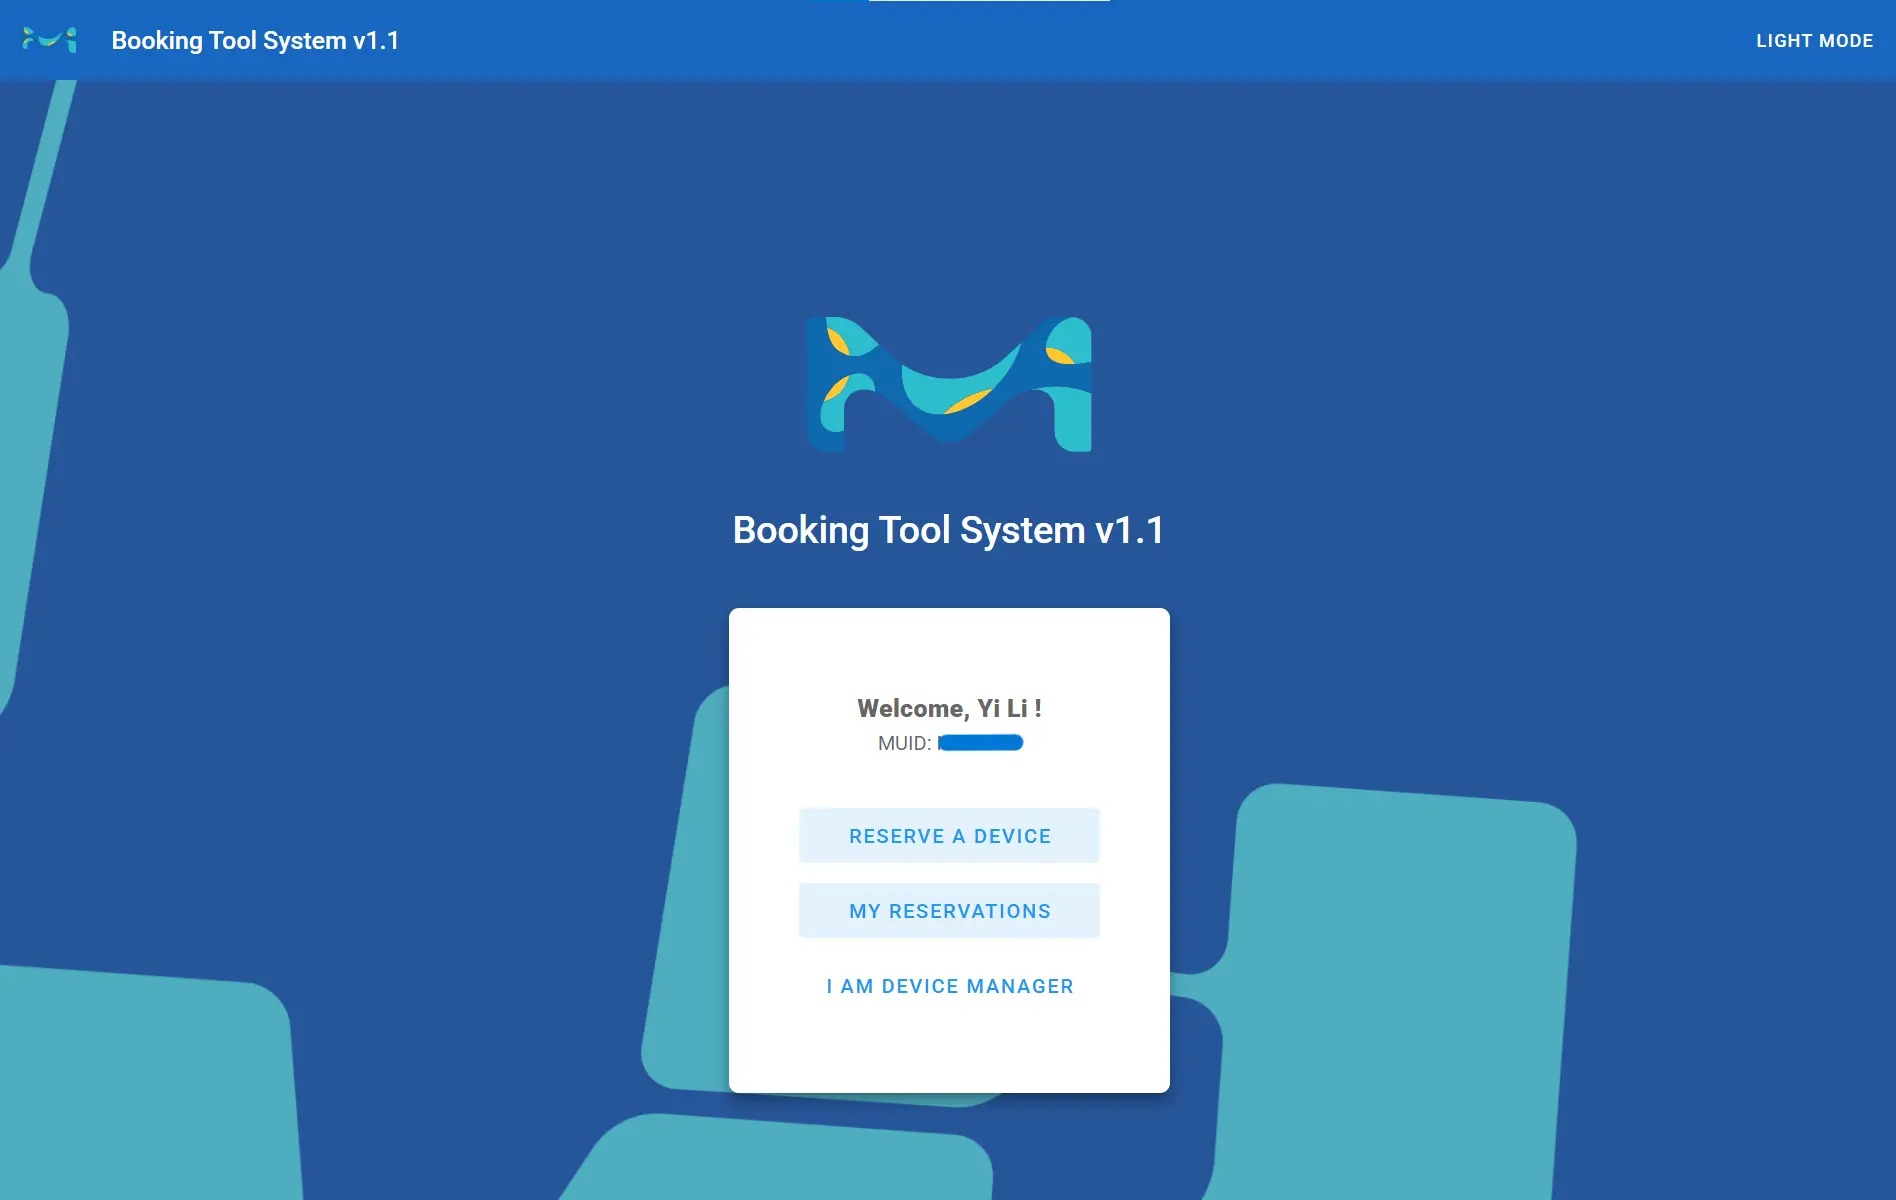 Booking Tool System v1.1
LIGHT MODE
Booking Tool System v1.1
Welcome, Yi Li !
MUID:
RESERVE A DEVICE
MY RESERVATIONS
I AM DEVICE MANAGER